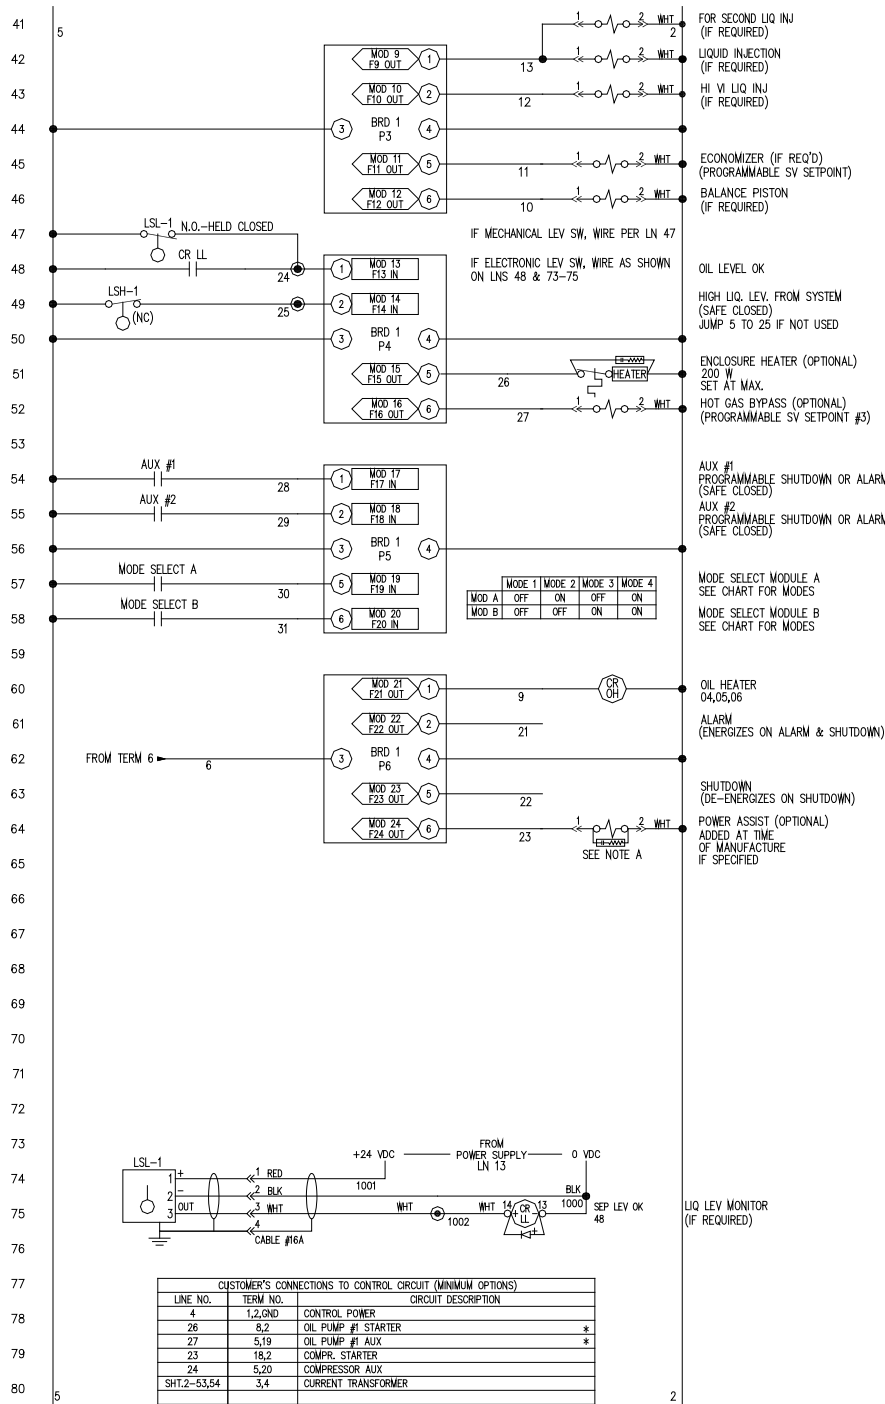 41 5 1 2 WHT 2 FOR SECOND LIQ INJ
(IF REQUIRED)
42 MOD 9 F9 OUT 1 13 1 2 WHT LIQUID INJECTION
(IF REQUIRED)
43 MOD 10 F10 OUT 2 12 1 2 WHT HI VI LIQ INJ
(IF REQUIRED)
44 3 BRD 1 P3 4
45 MOD 11 F11 OUT 5 11 1 2 WHT ECONOMIZER (IF REQ'D)
(PROGRAMMABLE SV SETPOINT)
46 MOD 12 F12 OUT 6 10 1 2 WHT BALANCE PISTON
(IF REQUIRED)
47 LSL-1 N.O.-HELD CLOSED IF MECHANICAL LEV SW, WIRE PER LN 47
48 CR LL 24 1 MOD 13 F13 IN IF ELECTRONIC LEV SW, WIRE AS SHOWN
ON LNS 48 & 73-75
OIL LEVEL OK
49 LSH-1 (NC) 25 2 MOD 14 F14 IN HIGH LIQ. LEV. FROM SYSTEM
(SAFE CLOSED)
JUMP 5 TO 25 IF NOT USED
50 3 BRD 1 P4 4
51 MOD 15 F15 OUT 5 26 HEATER ENCLOSURE HEATER (OPTIONAL)
200 W
SET AT MAX.
52 MOD 16 F16 OUT 6 27 1 2 WHT HOT GAS BYPASS (OPTIONAL)
(PROGRAMMABLE SV SETPOINT #3)
53
54 AUX #1 28 1 MOD 17 F17 IN AUX #1
PROGRAMMABLE SHUTDOWN OR ALARM
(SAFE CLOSED)
55 AUX #2 29 2 MOD 18 F18 IN AUX #2
PROGRAMMABLE SHUTDOWN OR ALARM
(SAFE CLOSED)
56 3 BRD 1 P5 4
57 MODE SELECT A 30 5 MOD 19 F19 IN MODE SELECT MODULE A
SEE CHART FOR MODES
MODE 1 MODE 2 MODE 3 MODE 4
MOD A OFF ON OFF ON
MOD B OFF OFF ON ON
58 MODE SELECT B 31 6 MOD 20 F20 IN MODE SELECT MODULE B
SEE CHART FOR MODES
59
60 MOD 21 F21 OUT 1 9 CR OH OIL HEATER
04,05,06
61 MOD 22 F22 OUT 2 21 ALARM
(ENERGIZES ON ALARM & SHUTDOWN)
62 FROM TERM 6 6 3 BRD 1 P6 4
63 MOD 23 F23 OUT 5 22 SHUTDOWN
(DE-ENERGIZES ON SHUTDOWN)
64 MOD 24 F24 OUT 6 23 1 2 WHT POWER ASSIST (OPTIONAL)
ADDED AT TIME
OF MANUFACTURE
IF SPECIFIED
SEE NOTE A
65
66
67
68
69
70
71
72
73 +24 VDC FROM
POWER SUPPLY
LN 13
0 VDC
74 LSL-1 1 + 1 RED 1001
2 - 2 BLK BLK 1000
75 3 OUT 3 WHT WHT 1002 WHT 14 + CR LL - 13 SEP LEV OK
48
LIQ LEV MONITOR
(IF REQUIRED)
4
CABLE #16A
76
77 CUSTOMER'S CONNECTIONS TO CONTROL CIRCUIT (MINIMUM OPTIONS)
LINE NO. TERM NO. CIRCUIT DESCRIPTION
4 1,2,GND CONTROL POWER
78 26 8,2 OIL PUMP #1 STARTER *
27 5,19 OIL PUMP #1 AUX *
79 23 18,2 COMPR. STARTER
24 5,20 COMPRESSOR AUX
80 SHT.2-53,54 3,4 CURRENT TRANSFORMER
5 2